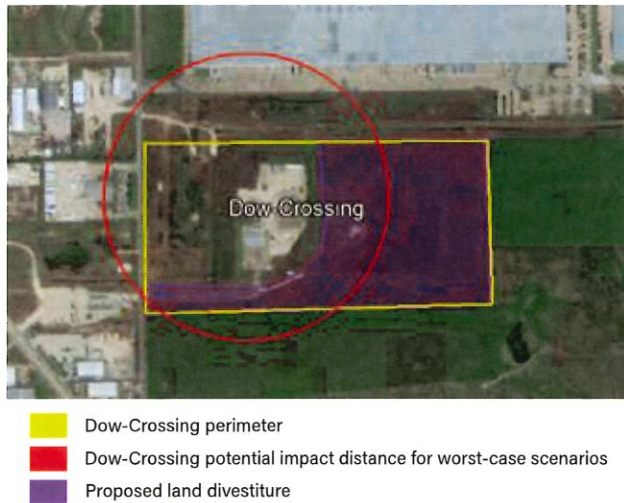 Dow-Crossing
Dow-Crossing perimeter
Dow-Crossing potential impact distance for worst-case scenarios
Proposed land divestiture